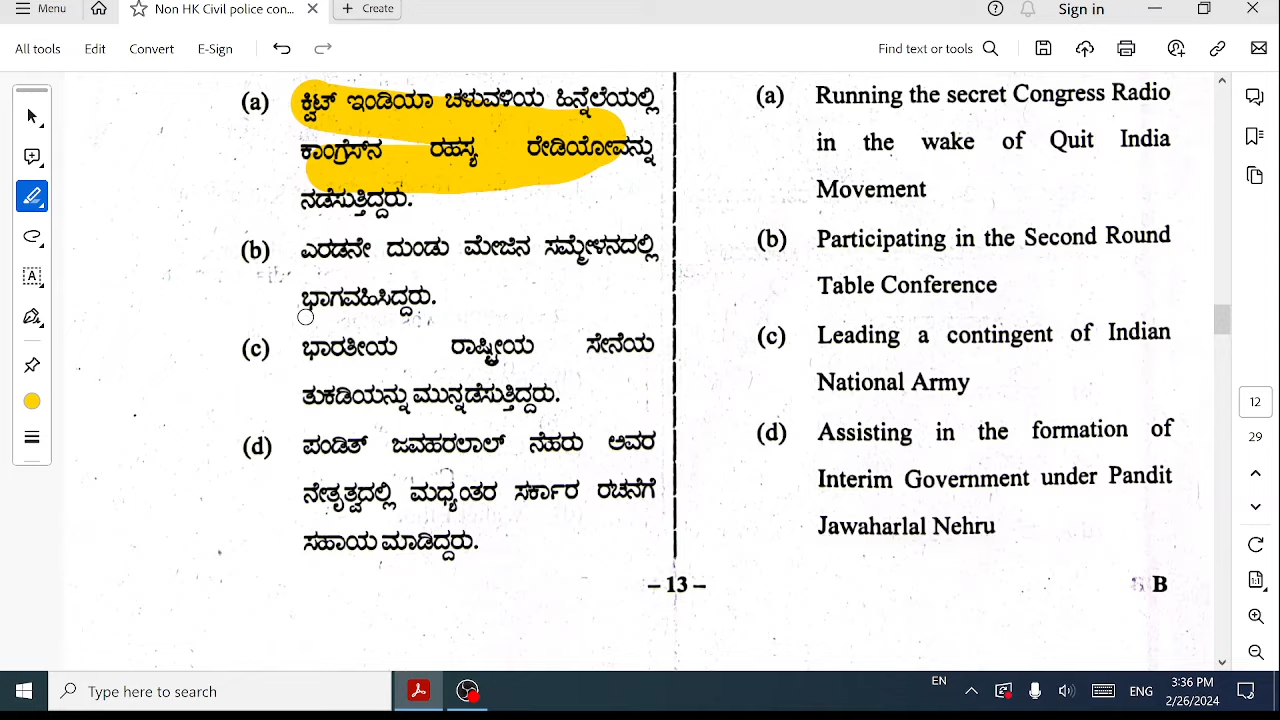 Menu
Non HK Civil police con...
+ Create
Sign in
All tools
Edit
Convert
E-Sign
Find text or tools
(a) ಕ್ವಿಟ್ ಇಂಡಿಯಾ ಚಳುವಳಿಯ ಹಿನ್ನೆಲೆಯಲ್ಲಿ
ಕಾಂಗ್ರೆಸ್‌ನ ರಹಸ್ಯ ರೇಡಿಯೋವನ್ನು
ನಡೆಸುತ್ತಿದ್ದರು.
(b) ಎರಡನೇ ದುಂಡು ಮೇಜಿನ ಸಮ್ಮೇಳನದಲ್ಲಿ
ಭಾಗವಹಿಸಿದ್ದರು.
(c) ಭಾರತೀಯ ರಾಷ್ಟ್ರೀಯ ಸೇನೆಯ
ತುಕಡಿಯನ್ನು ಮುನ್ನಡೆಸುತ್ತಿದ್ದರು.
(d) ಪಂಡಿತ್ ಜವಹರಲಾಲ್ ನೆಹರು ಅವರ
ನೇತೃತ್ವದಲ್ಲಿ ಮಧ್ಯಂತರ ಸರ್ಕಾರ ರಚನೆಗೆ
ಸಹಾಯ ಮಾಡಿದ್ದರು.
(a) Running the secret Congress Radio
in the wake of Quit India
Movement
(b) Participating in the Second Round
Table Conference
(c) Leading a contingent of Indian
National Army
(d) Assisting in the formation of
Interim Government under Pandit
Jawaharlal Nehru
– 13 –
B
12
29
Type here to search
EN
ENG
3:36 PM
2/26/2024